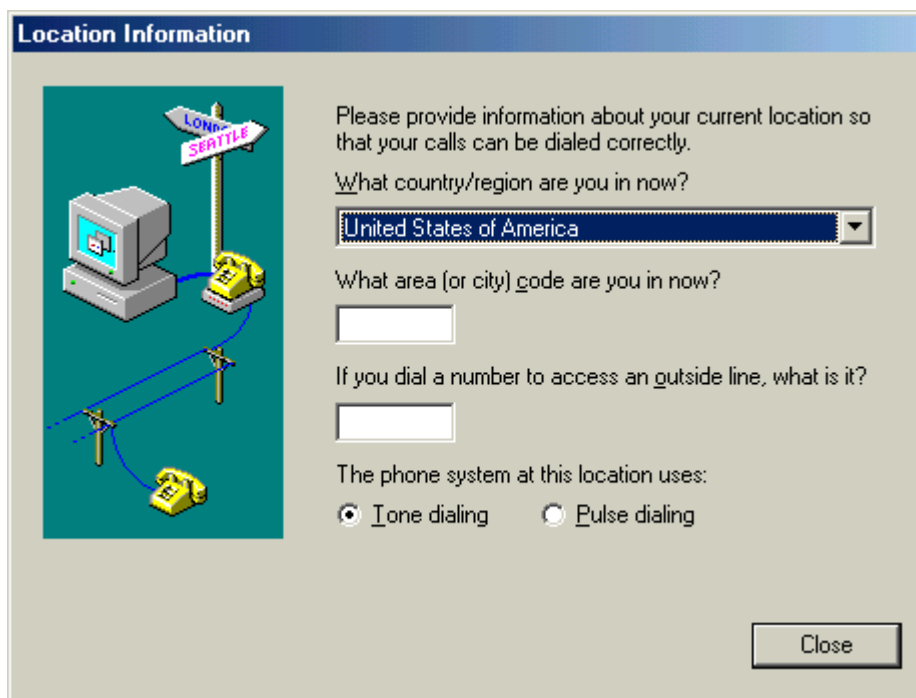 Location Information
LOND
SEATTLE
Please provide information about your current location so
that your calls can be dialed correctly.
What country/region are you in now?
United States of America
What area (or city) code are you in now?
If you dial a number to access an outside line, what is it?
The phone system at this location uses:
Tone dialing
Pulse dialing
Close